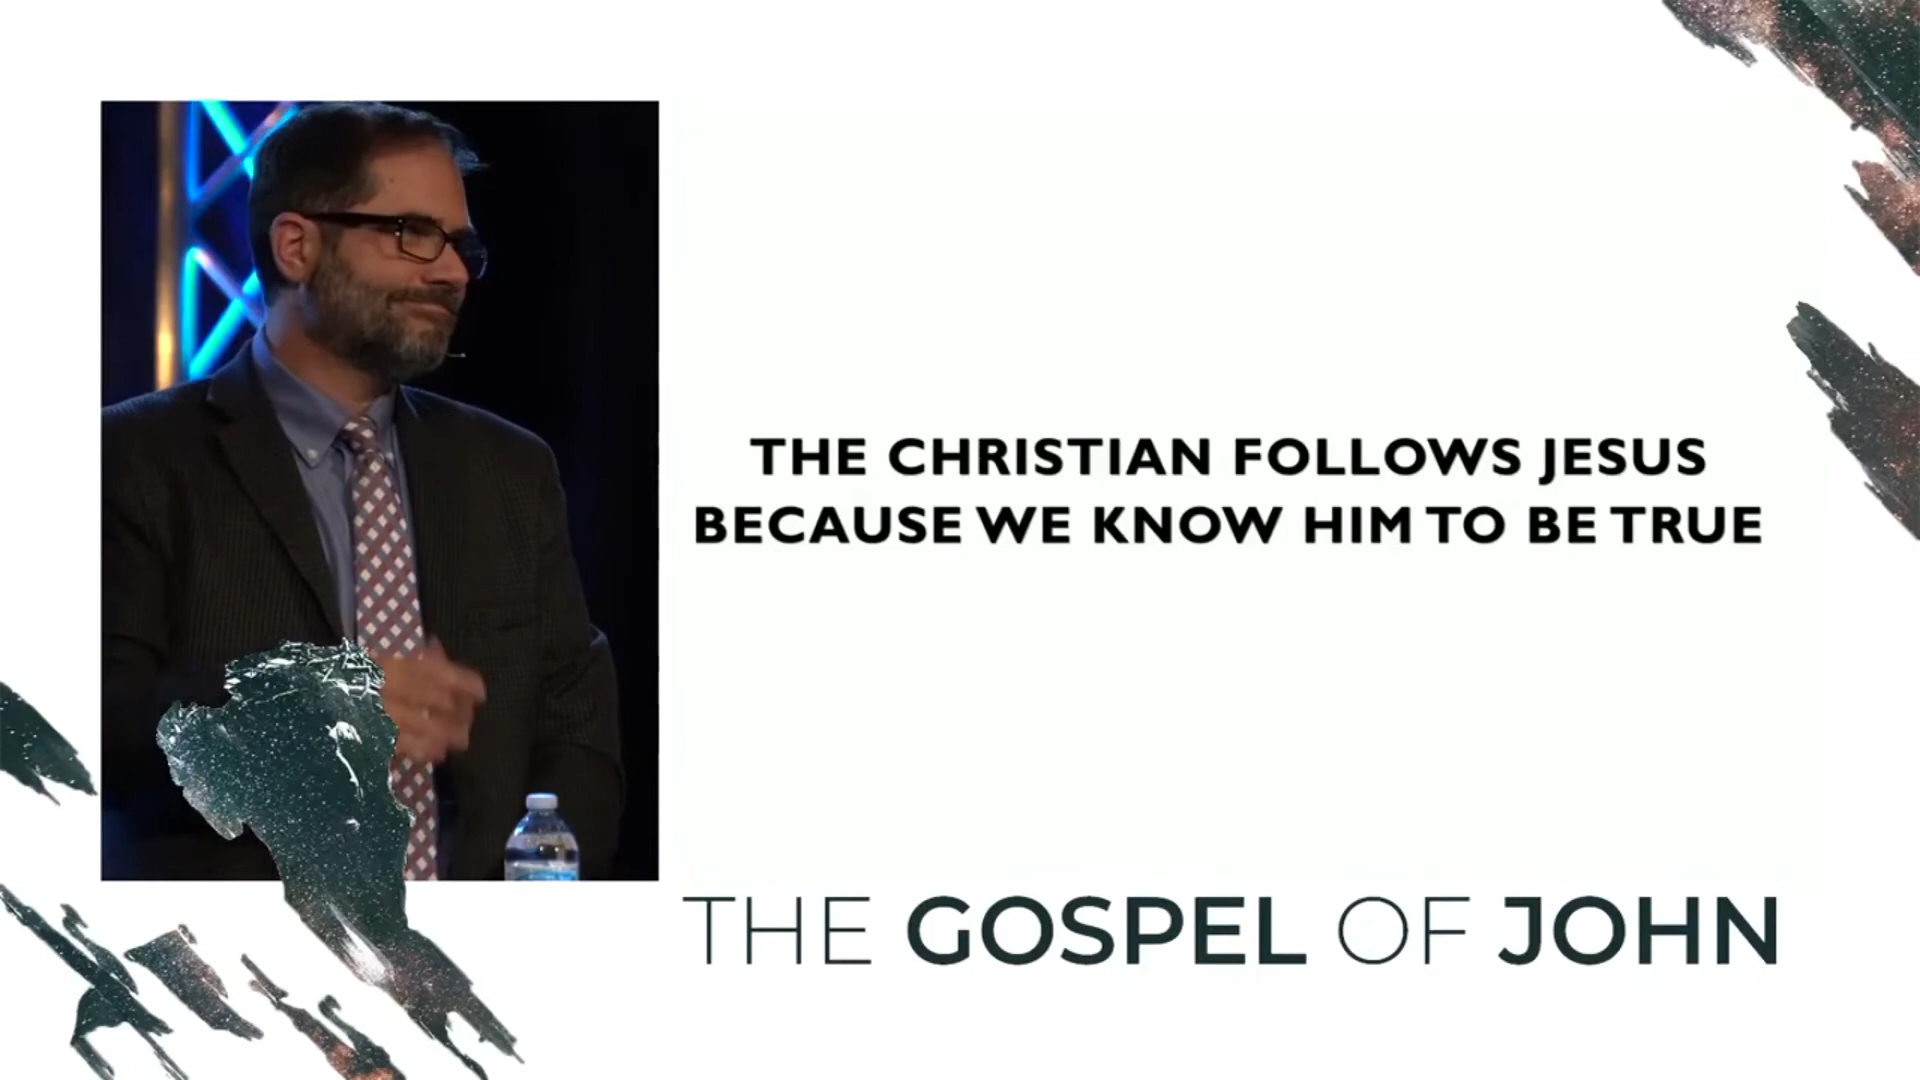 THE CHRISTIAN FOLLOWS JESUS
BECAUSE WE KNOW HIM TO BE TRUE
THE GOSPEL OF JOHN